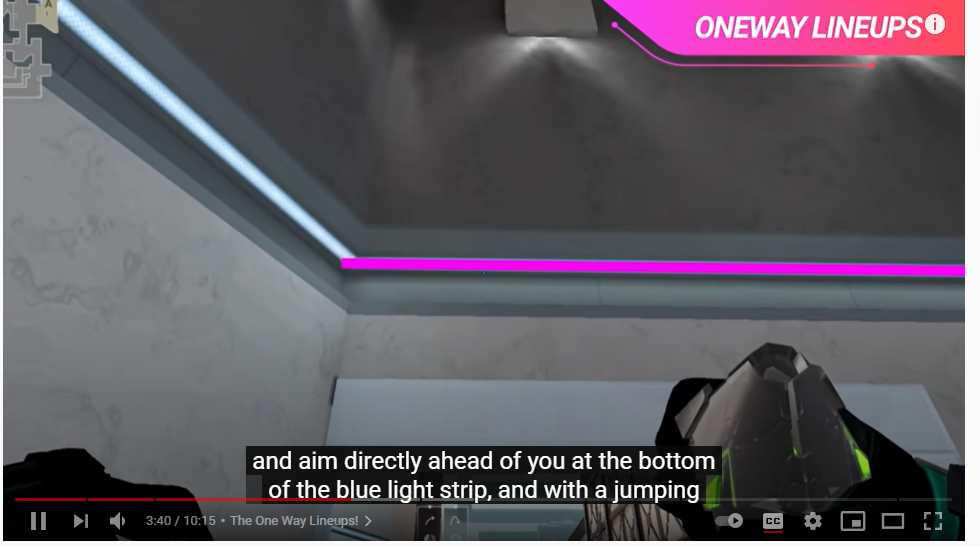 A
ONEWAY LINEUPS
and aim directly ahead of you at the bottom
of the blue light strip, and with a jumping
3:40 / 10:15 • The One Way Lineups!
CC